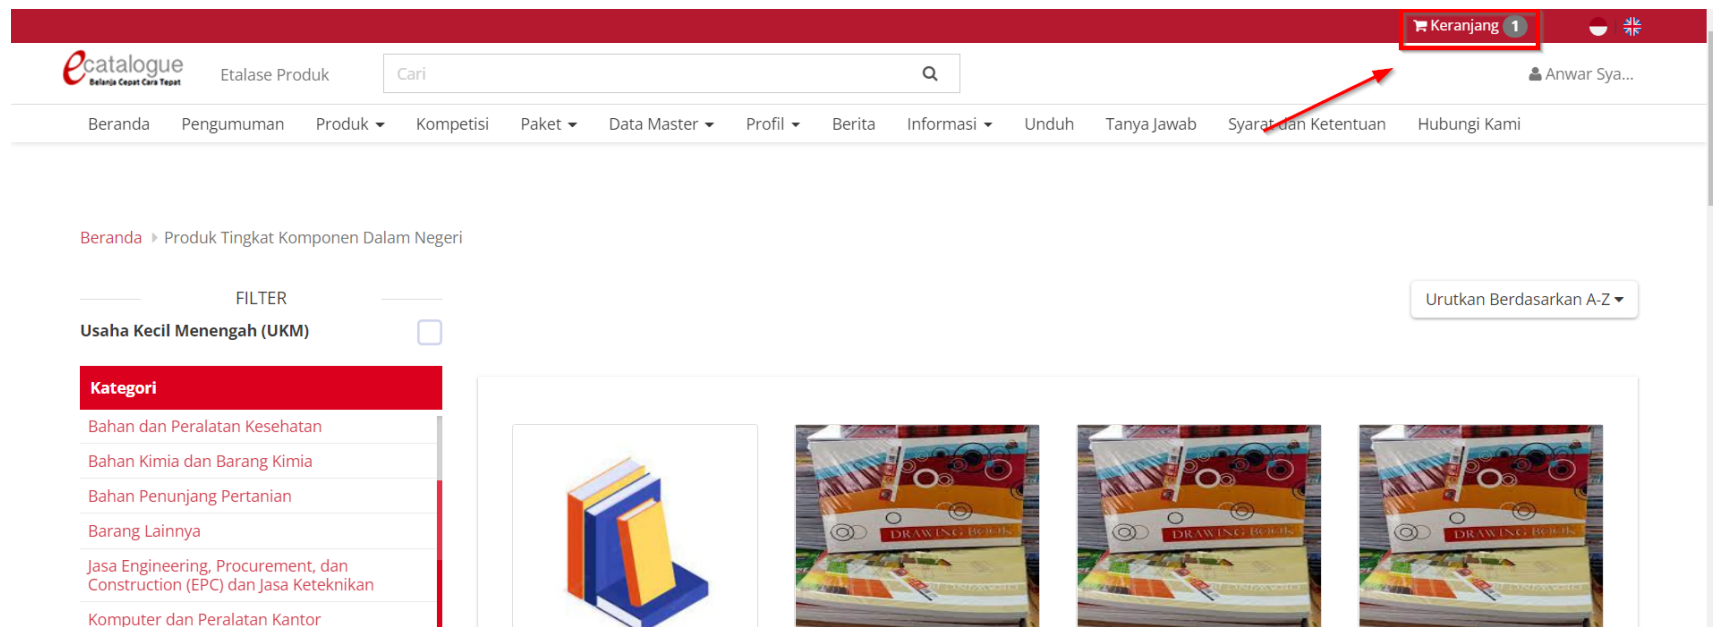 Keranjang 1
ecatalogue
Belanja Cepat Cara Tepat
Etalase Produk
Cari
Anwar Sya...
Beranda Pengumuman Produk Kompetisi Paket Data Master Profil Berita Informasi Unduh Tanya Jawab Syarat dan Ketentuan Hubungi Kami
Beranda Produk Tingkat Komponen Dalam Negeri
FILTER
Urutkan Berdasarkan A-Z
Usaha Kecil Menengah (UKM)
Kategori
Bahan dan Peralatan Kesehatan
Bahan Kimia dan Barang Kimia
Bahan Penunjang Pertanian
Barang Lainnya
Jasa Engineering, Procurement, dan
Construction (EPC) dan Jasa Keteknikan
Komputer dan Peralatan Kantor
DRAWING BOOK
DRAWING BOOK
DRAWING BOOK